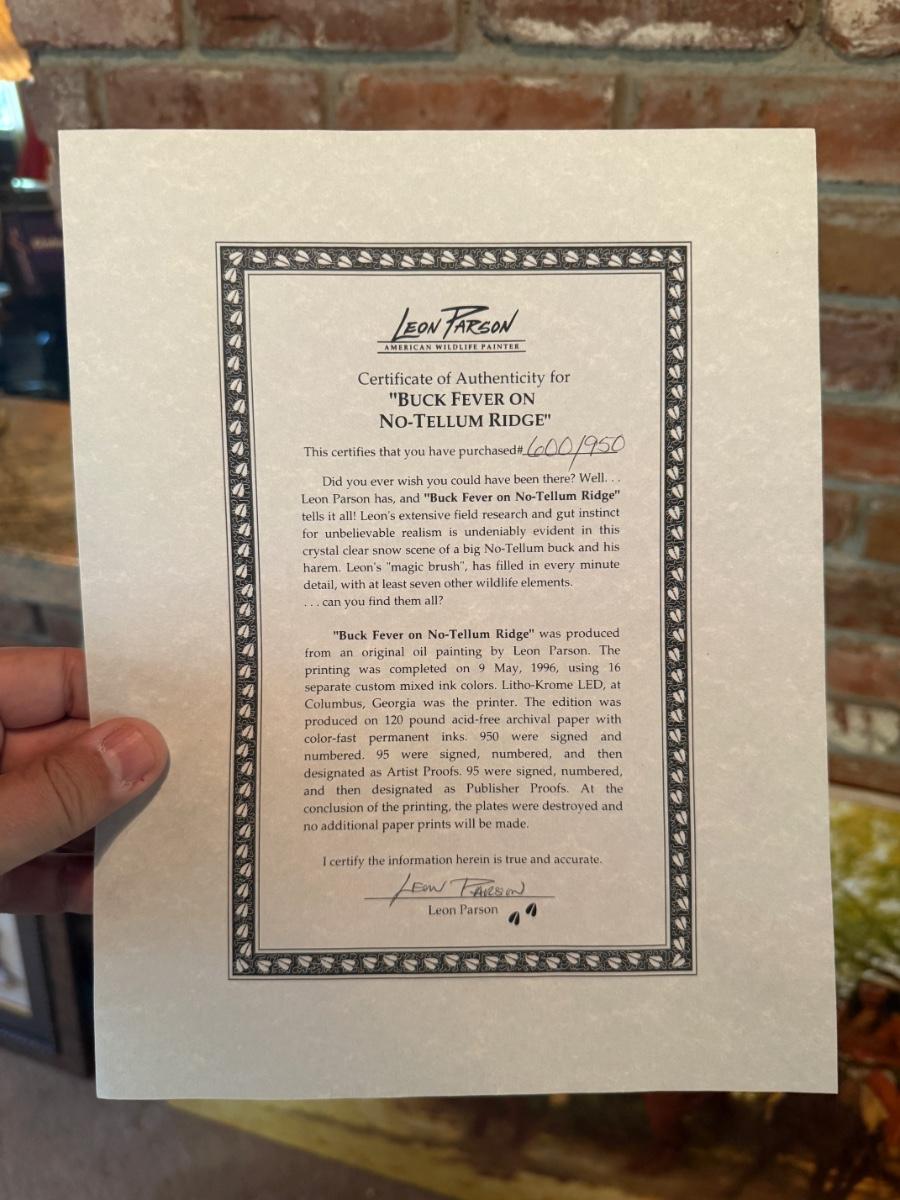 LEON PARSON
AMERICAN WILDLIFE PAINTER
Certificate of Authenticity for
"BUCK FEVER ON
NO-TELLUM RIDGE"
This certifies that you have purchased# 600/950
Did you ever wish you could have been there? Well. . .
Leon Parson has, and "Buck Fever on No-Tellum Ridge"
tells it all! Leon's extensive field research and gut instinct
for unbelievable realism is undeniably evident in this
crystal clear snow scene of a big No-Tellum buck and his
harem. Leon's "magic brush", has filled in every minute
detail, with at least seven other wildlife elements.
. . . can you find them all?
"Buck Fever on No-Tellum Ridge" was produced
from an original oil painting by Leon Parson. The
printing was completed on 9 May, 1996, using 16
separate custom mixed ink colors. Litho-Krome LED, at
Columbus, Georgia was the printer. The edition was
produced on 120 pound acid-free archival paper with
color-fast permanent inks. 950 were signed and
numbered. 95 were signed, numbered, and then
designated as Artist Proofs. 95 were signed, numbered,
and then designated as Publisher Proofs. At the
conclusion of the printing, the plates were destroyed and
no additional paper prints will be made.
I certify the information herein is true and accurate.
LEON PARSON
Leon Parson